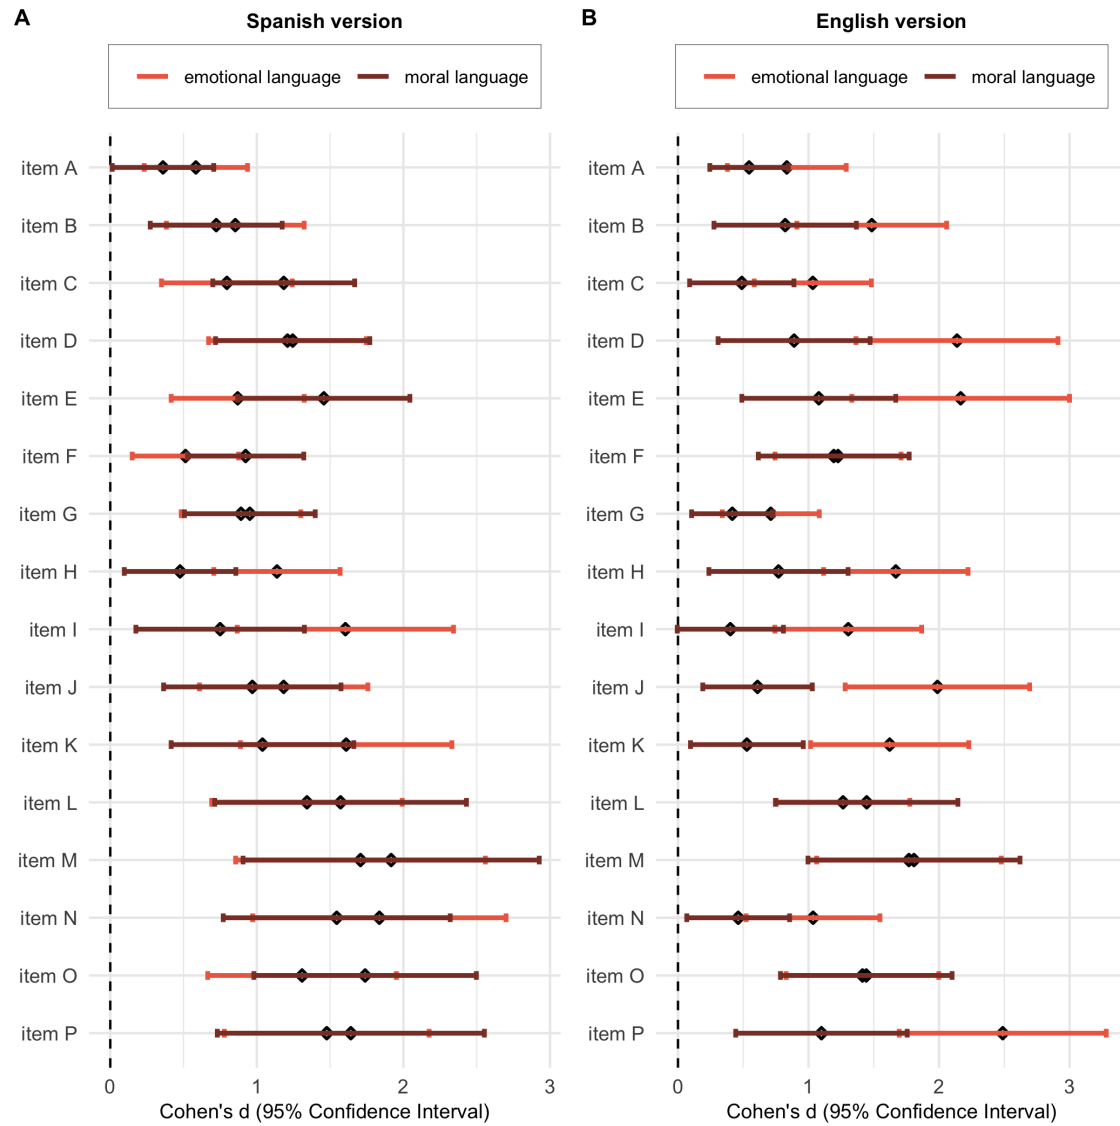 A
Spanish version
emotional language
moral language
item A
item B
item C
item D
item E
item F
item G
item H
item I
item J
item K
item L
item M
item N
item O
item P
0 1 2 3
Cohen's d (95% Confidence Interval)
B
English version
emotional language
moral language
item A
item B
item C
item D
item E
item F
item G
item H
item I
item J
item K
item L
item M
item N
item O
item P
0 1 2 3
Cohen's d (95% Confidence Interval)